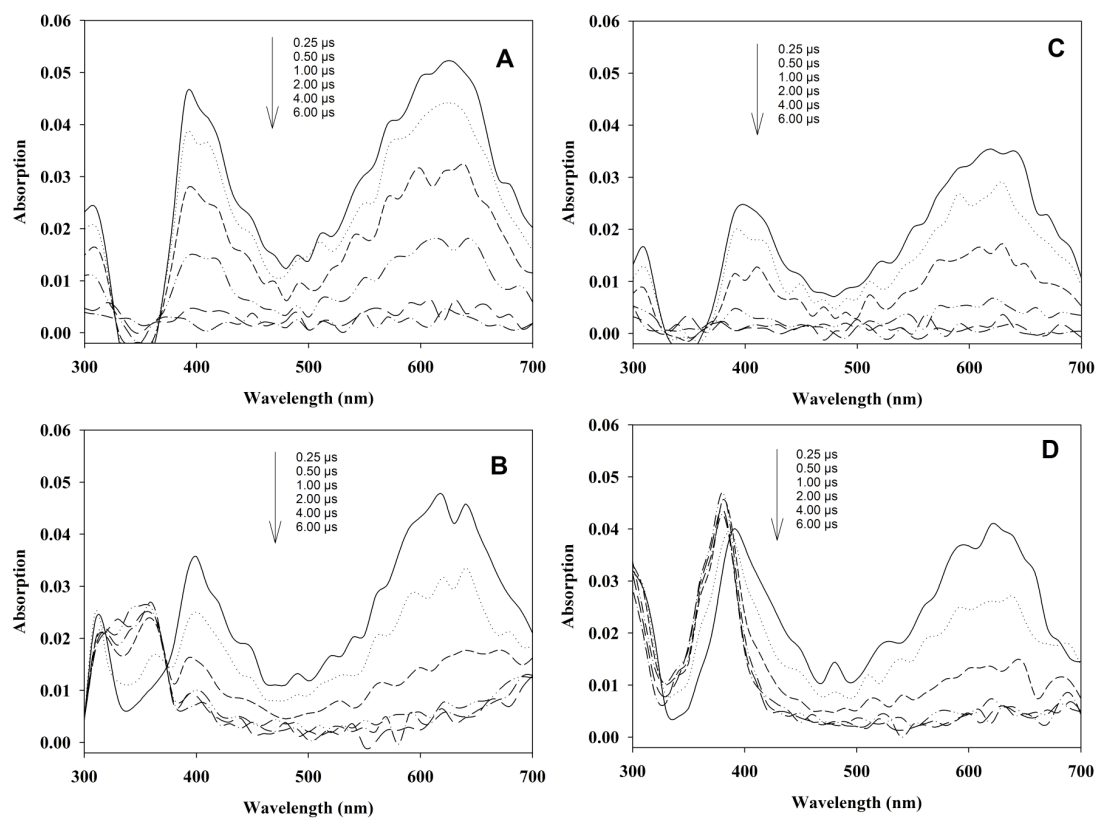 A
0.06
0.05
0.04
0.03
0.02
0.01
0.00
Absorption
0.25 µs
0.50 µs
1.00 µs
2.00 µs
4.00 µs
6.00 µs
300 400 500 600 700
Wavelength (nm)
C
0.06
0.05
0.04
0.03
0.02
0.01
0.00
Absorption
0.25 µs
0.50 µs
1.00 µs
2.00 µs
4.00 µs
6.00 µs
300 400 500 600 700
Wavelength (nm)
B
0.06
0.05
0.04
0.03
0.02
0.01
0.00
Absorption
0.25 µs
0.50 µs
1.00 µs
2.00 µs
4.00 µs
6.00 µs
300 400 500 600 700
Wavelength (nm)
D
0.06
0.05
0.04
0.03
0.02
0.01
0.00
Absorption
0.25 µs
0.50 µs
1.00 µs
2.00 µs
4.00 µs
6.00 µs
300 400 500 600 700
Wavelength (nm)